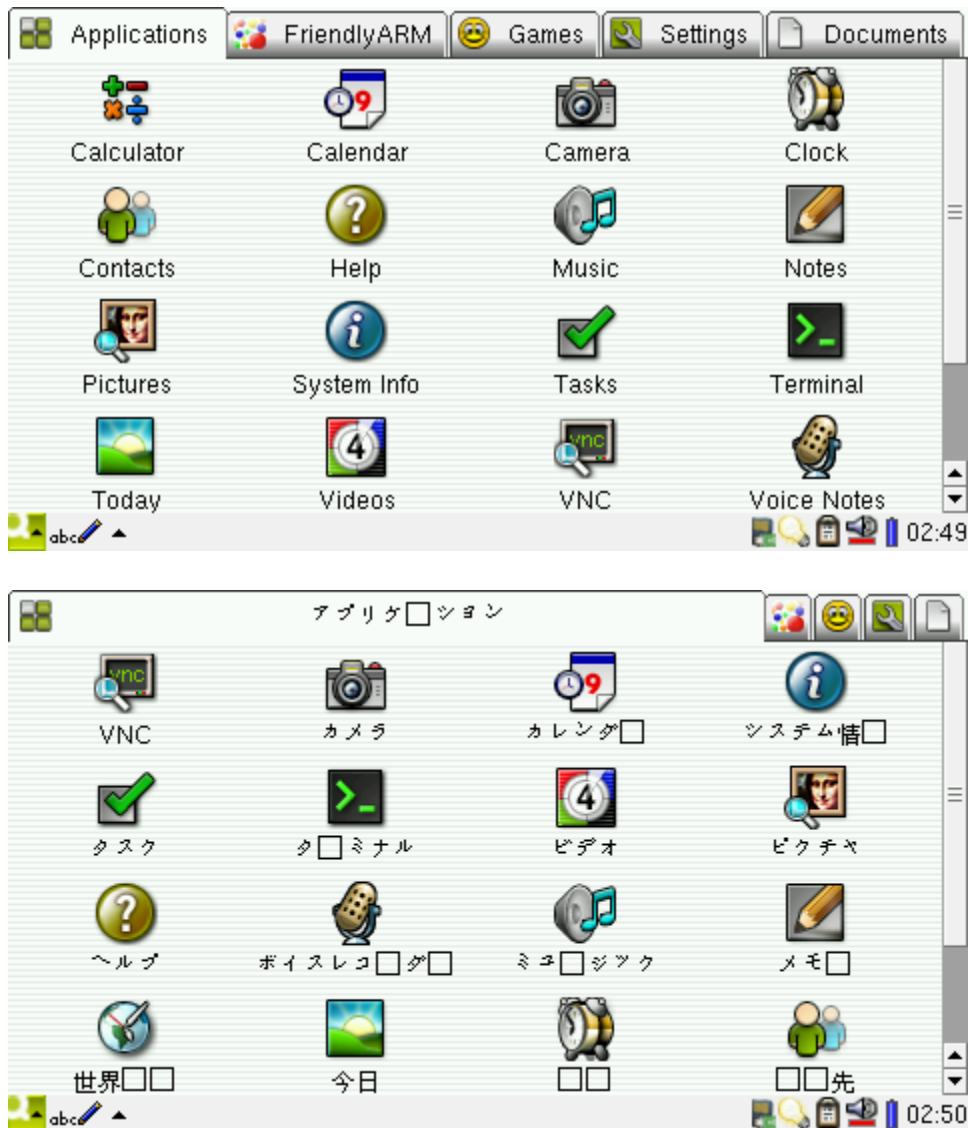 Applications FriendlyARM Games Settings Documents
Calculator Calendar Camera Clock
Contacts Help Music Notes
Pictures System Info Tasks Terminal
Today Videos VNC Voice Notes
abc 02:49
アプリケ□ション
VNC カメラ カレンダ□ システム情□
タスク タ□ミナル ビデオ ピクチャ
ヘルプ ボイスレコ□ダ□ ミュ□ジック メモ□
世界□□ 今日 □□ □□先
abc 02:50